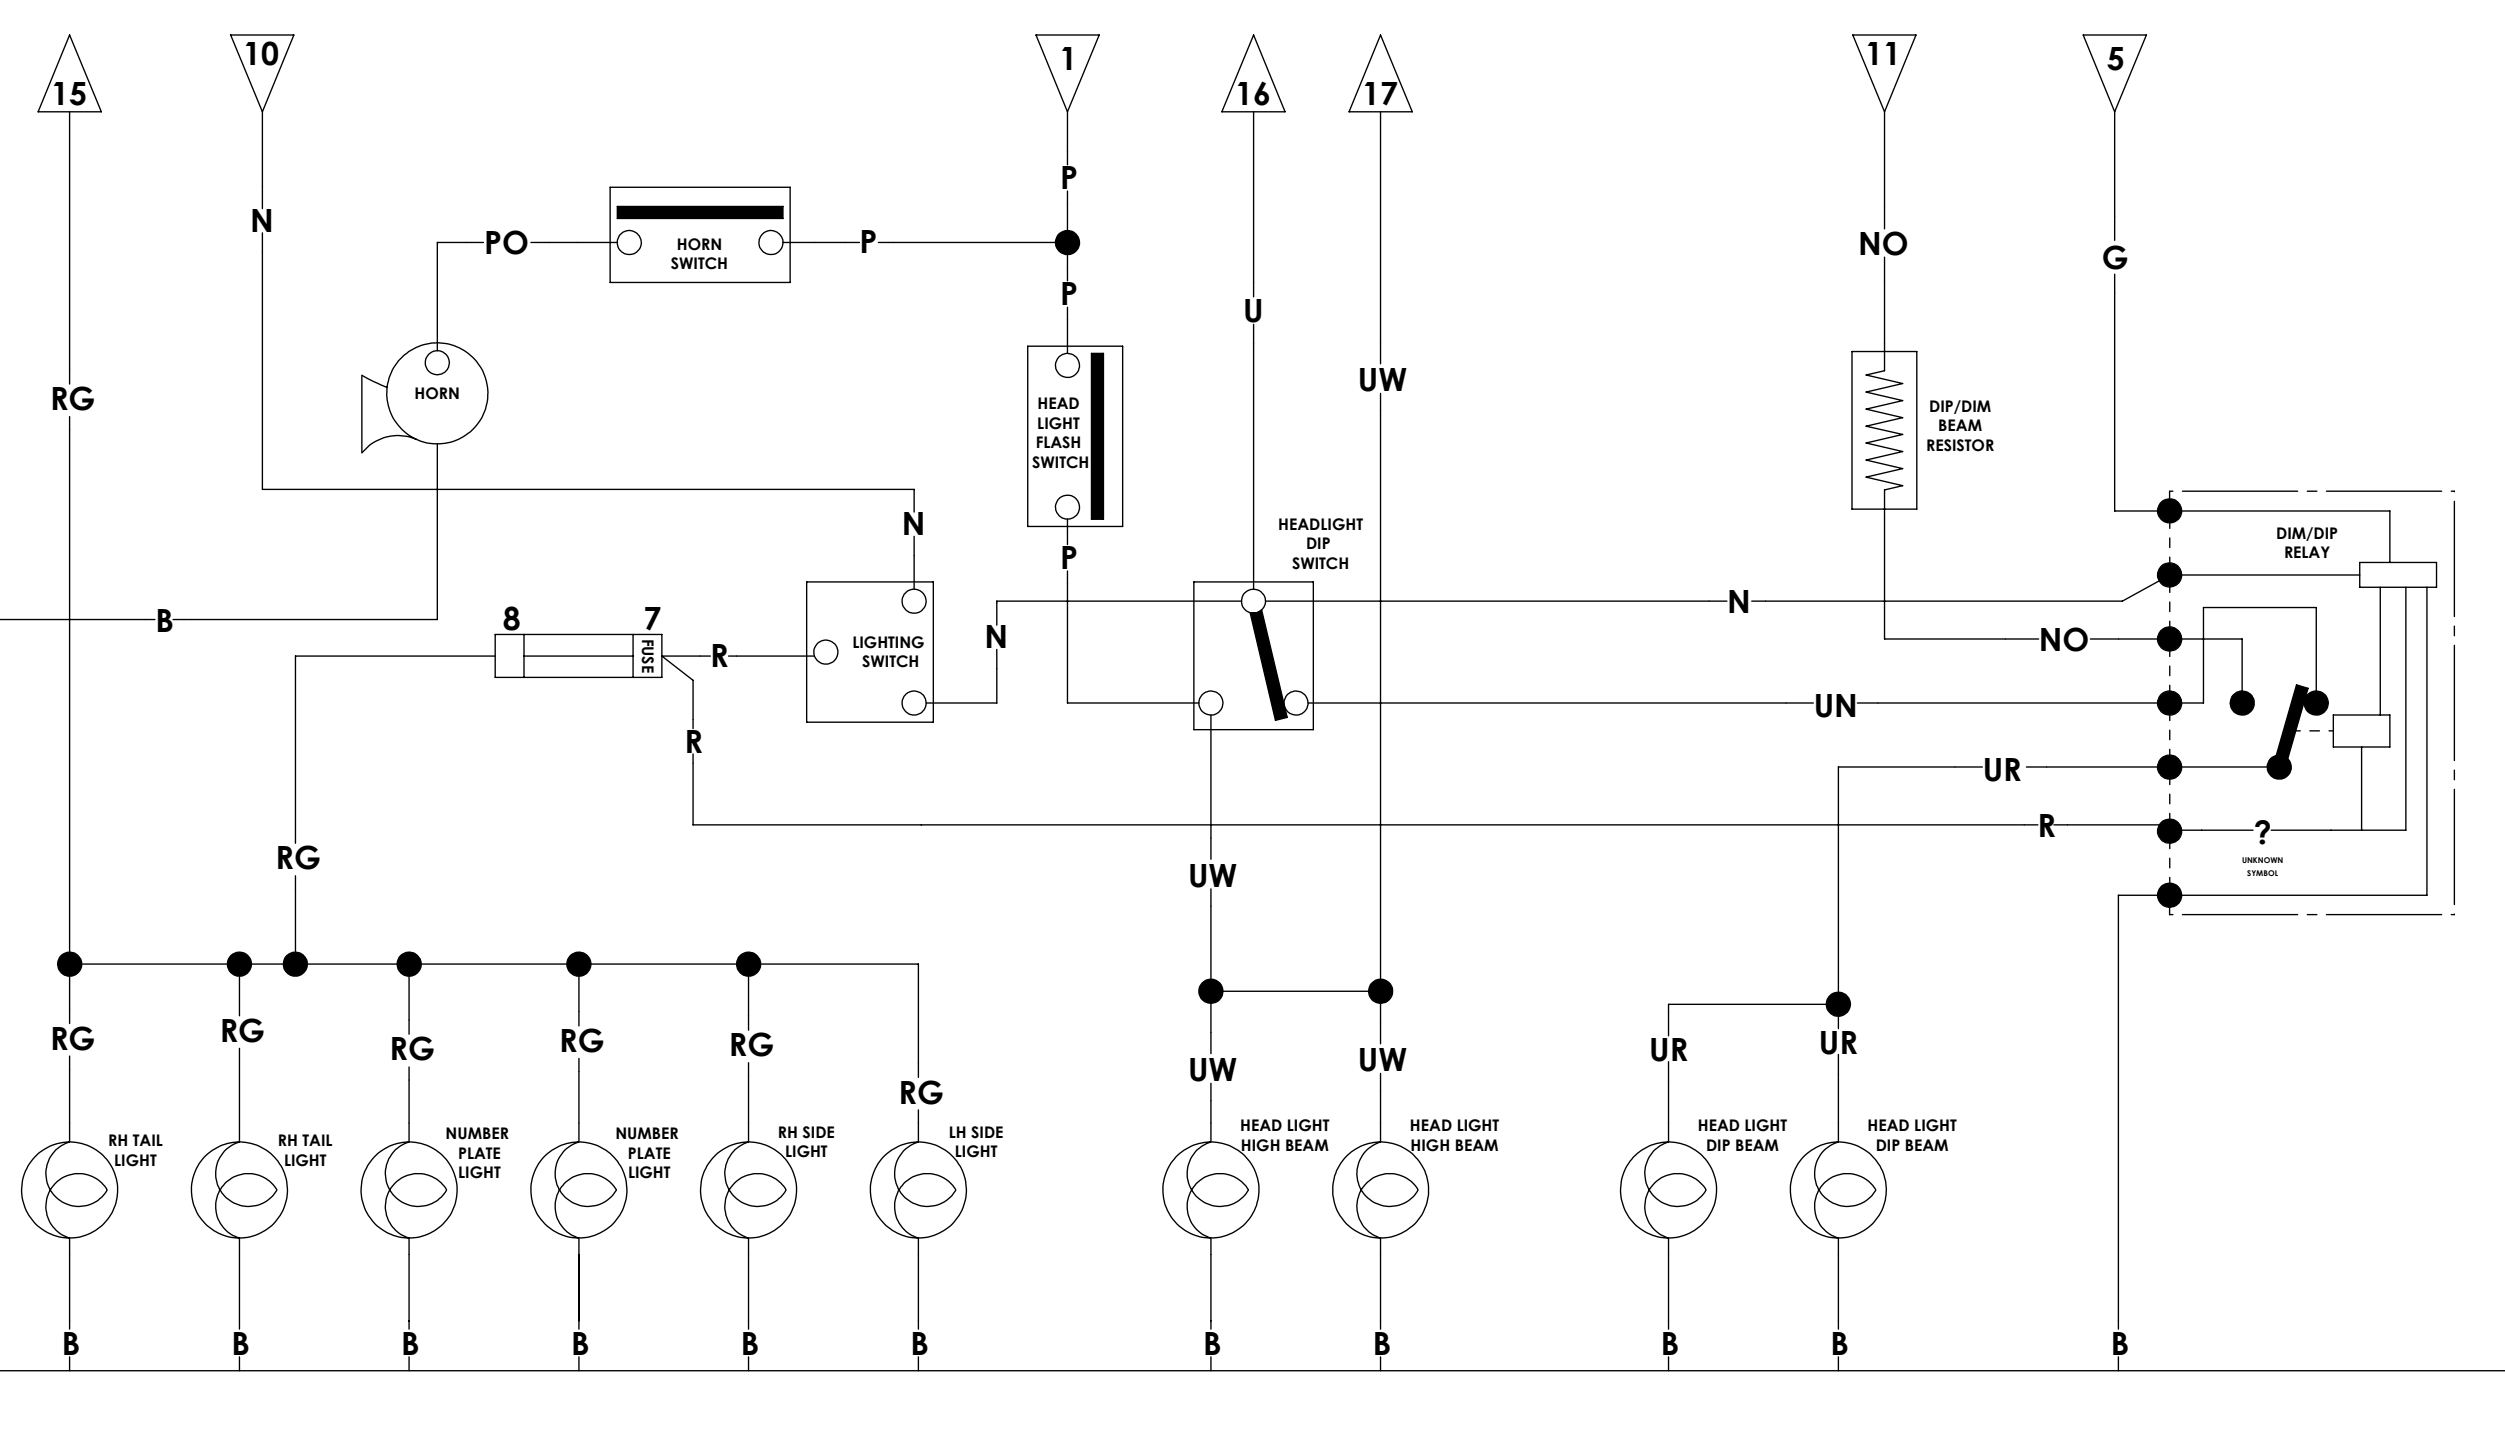 15
10
1
16
17
11
5
P
N
PO
HORN
SWITCH
P
NO
G
P
U
UW
RG
HORN
HEAD
LIGHT
FLASH
SWITCH
DIP/DIM
BEAM
RESISTOR
N
HEADLIGHT
DIP
SWITCH
P
DIM/DIP
RELAY
B
8
7
FUSE
R
LIGHTING
SWITCH
N
N
NO
R
UN
UR
R
?
UNKNOWN
SYMBOL
RG
UW
RG
RG
RG
RG
RG
RG
UW
UW
UR
UR
RH TAIL
LIGHT
RH TAIL
LIGHT
NUMBER
PLATE
LIGHT
NUMBER
PLATE
LIGHT
RH SIDE
LIGHT
LH SIDE
LIGHT
HEAD LIGHT
HIGH BEAM
HEAD LIGHT
HIGH BEAM
HEAD LIGHT
DIP BEAM
HEAD LIGHT
DIP BEAM
B
B
B
B
B
B
B
B
B
B
B